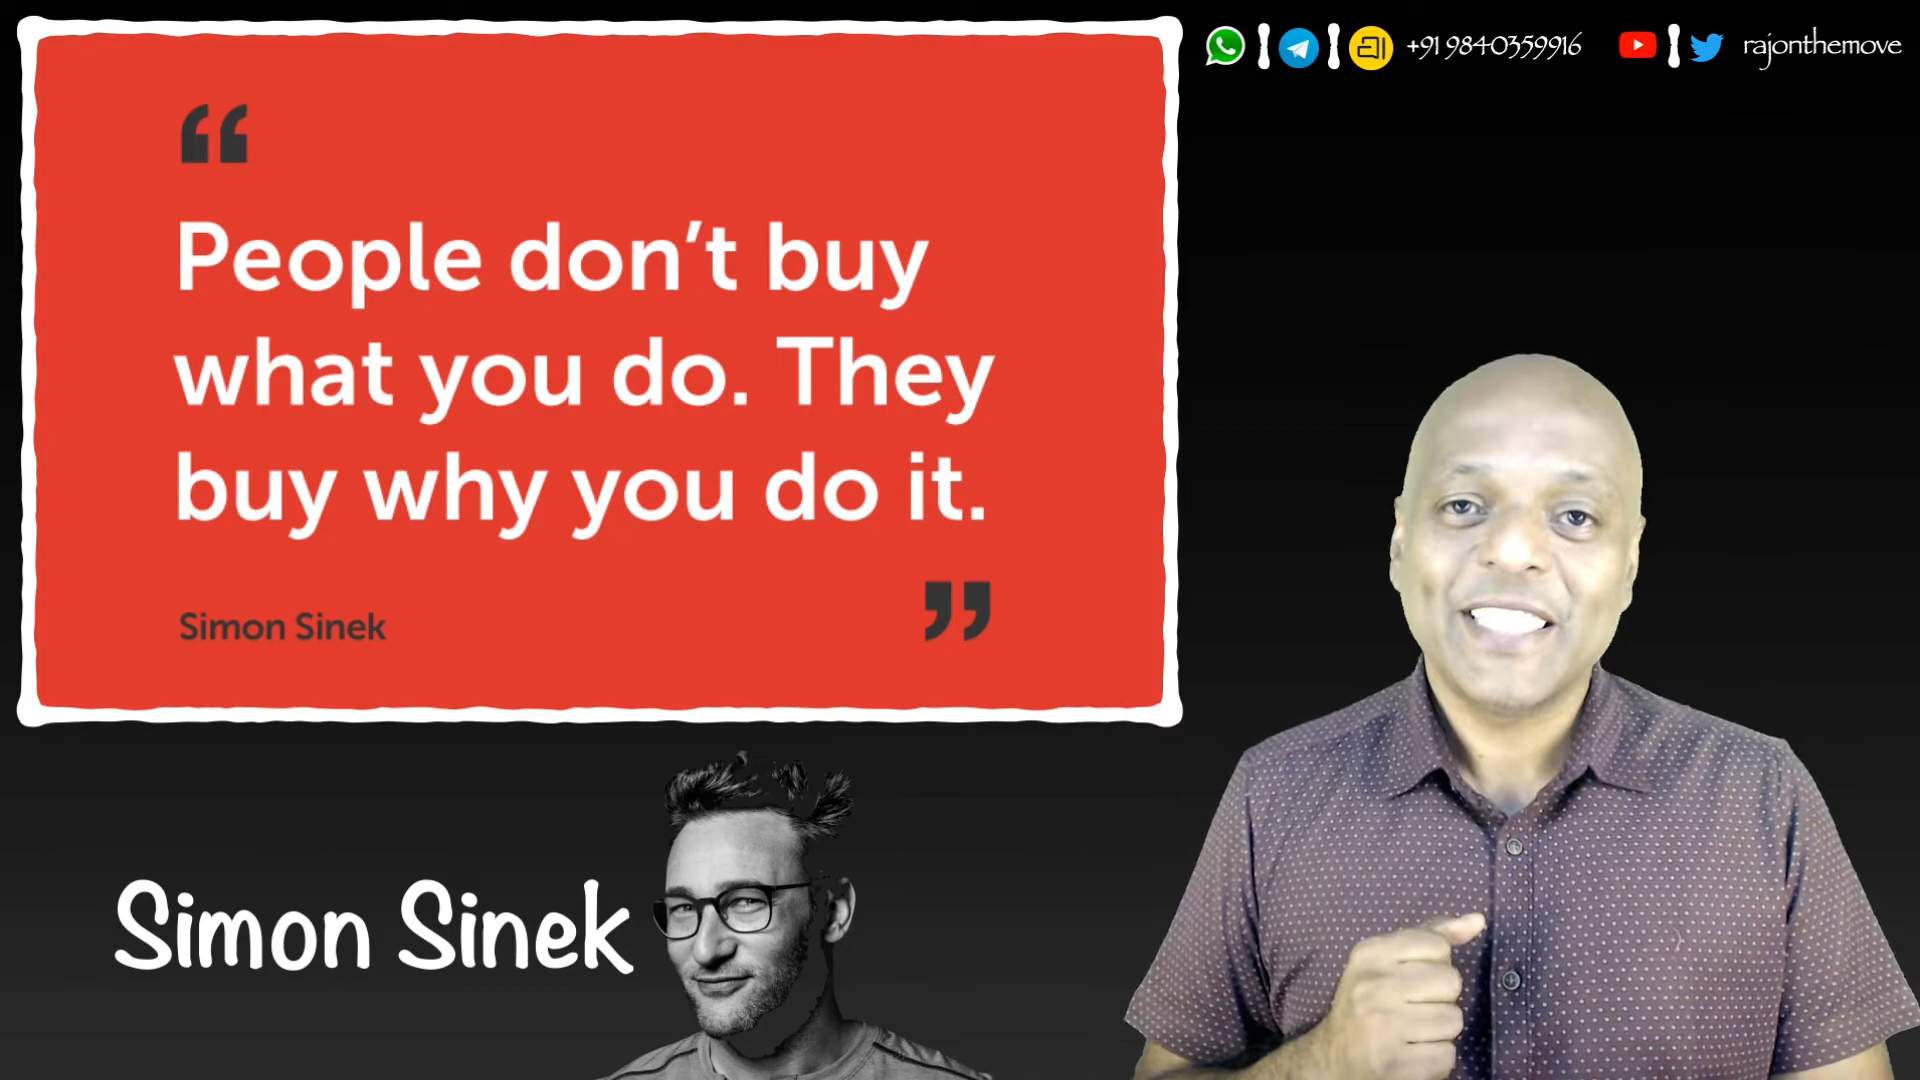 “
People don’t buy
what you do. They
buy why you do it.
Simon Sinek
”
+91 9840359916
rajonthemove
Simon Sinek